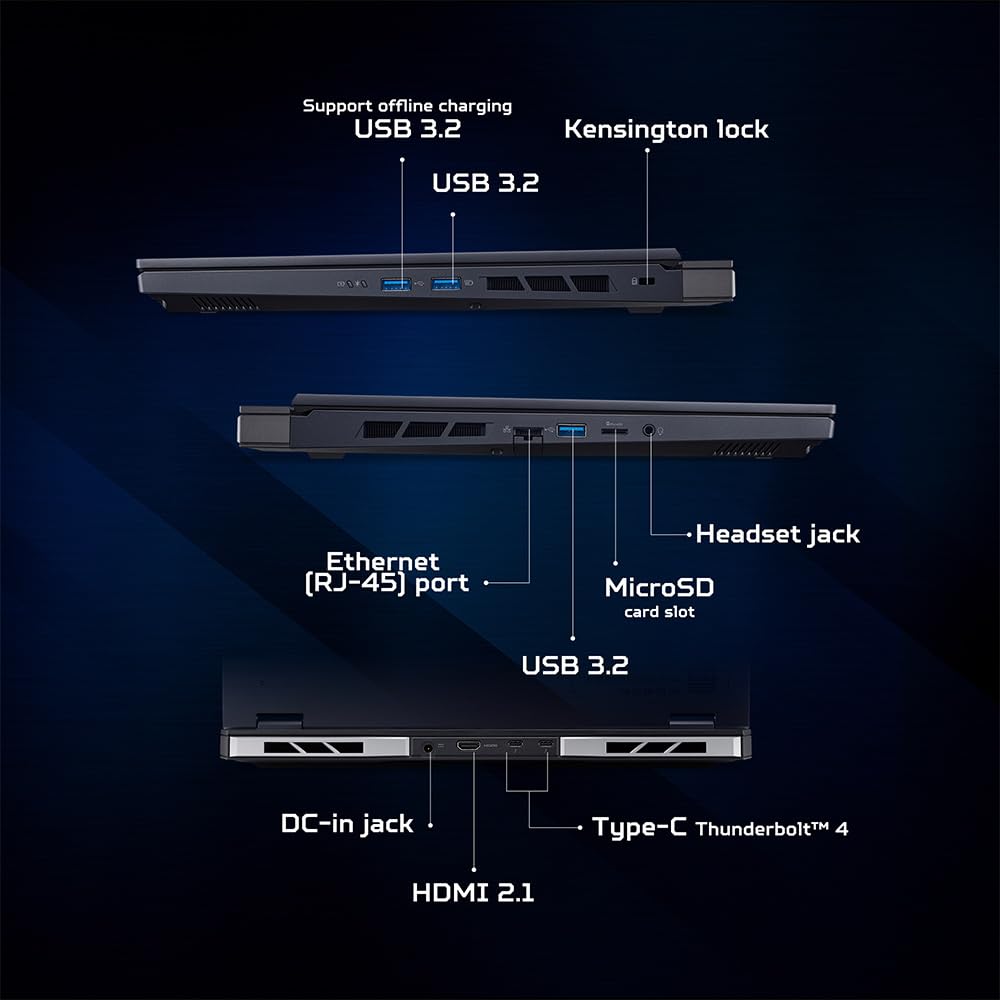 Support offline charging
USB 3.2
Kensington lock
USB 3.2
Headset jack
Ethernet
(RJ-45) port
MicroSD
card slot
USB 3.2
HDMI
DC-in jack
Type-C Thunderbolt™ 4
HDMI 2.1